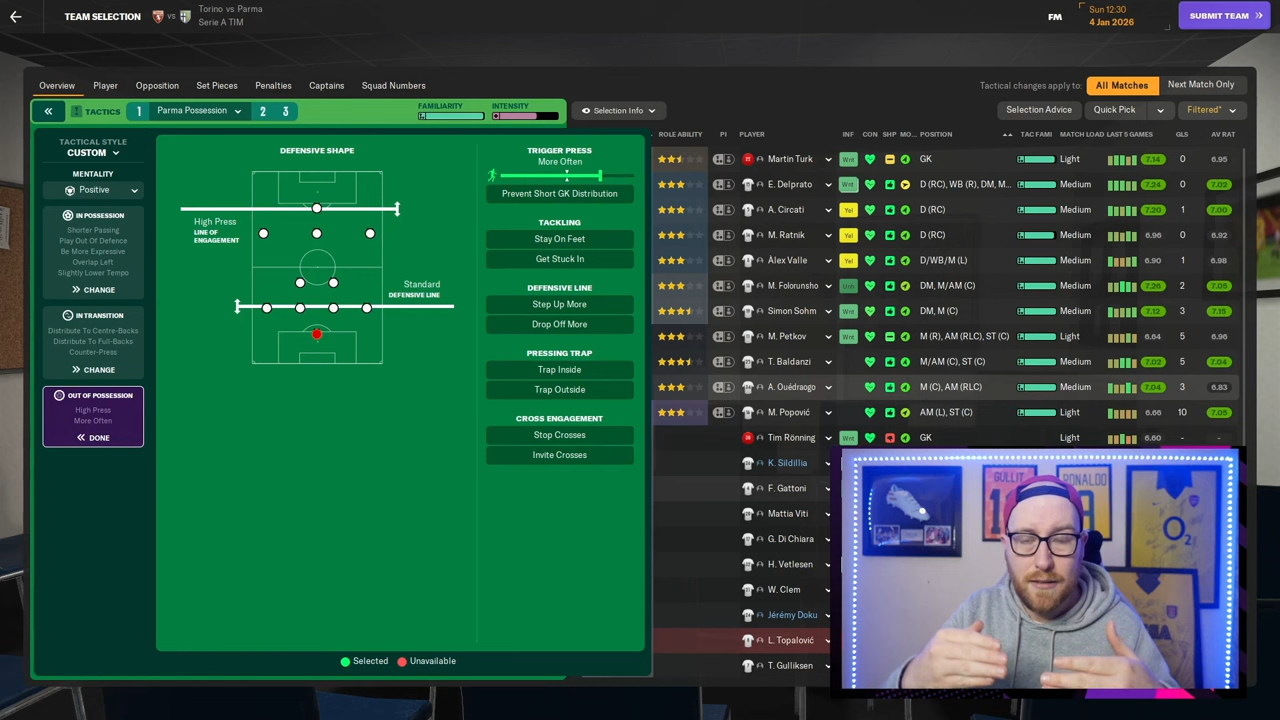 TEAM SELECTION
Torino vs Parma
Serie A TIM
FM
Sun 12:30
4 Jan 2026
SUBMIT TEAM
Overview Player Opposition Set Pieces Penalties Captains Squad Numbers
Tactical changes apply to: All Matches Next Match Only
TACTICS 1 Parma Possession 2 3
FAMILIARITY INTENSITY
Selection Info
Selection Advice Quick Pick Filtered*
TACTICAL STYLE
CUSTOM
MENTALITY
Positive
IN POSSESSION
Shorter Passing
Play Out Of Defence
Be More Expressive
Overlap Left
Slightly Lower Tempo
CHANGE
IN TRANSITION
Distribute To Centre-Backs
Distribute To Full-Backs
Counter-Press
CHANGE
OUT OF POSSESSION
High Press
More Often
DONE
DEFENSIVE SHAPE
High Press
LINE OF
ENGAGEMENT
Standard
DEFENSIVE LINE
Selected Unavailable
TRIGGER PRESS
More Often
Prevent Short GK Distribution
TACKLING
Stay On Feet
Get Stuck In
DEFENSIVE LINE
Step Up More
Drop Off More
PRESSING TRAP
Trap Inside
Trap Outside
CROSS ENGAGEMENT
Stop Crosses
Invite Crosses
ROLE ABILITY PI PLAYER INF CON SHP MO... POSITION TAC FAMI MATCH LOAD LAST 5 GAMES GLS AV RAT
Martin Turk Wnt GK Light 7.14 0 6.95
E. Delprato Wnt D (RC), WB (R), DM, M... Medium 7.24 0 7.02
A. Circati Yel D (RC) Medium 7.20 1 7.00
M. Ratnik Yel D (RC) Medium 6.96 0 6.92
Àlex Valle Yel D/WB/M (L) Medium 6.90 1 6.98
M. Folorunsho Unh DM, M/AM (C) Medium 7.26 2 7.05
Simon Sohm Wnt DM, M (C) Medium 7.12 3 7.15
M. Petkov Wnt M (R), AM (RLC), ST (C) Light 6.64 5 6.96
T. Baldanzi M/AM (C), ST (C) Medium 7.02 5 7.04
A. Ouédraogo M (C), AM (RLC) Medium 7.04 3 6.83
M. Popović AM (L), ST (C) Light 6.66 10 7.05
Tim Rönning Wnt GK Light 6.60 - -
K. Sildillia
F. Gattoni
Mattia Viti
G. Di Chiara
H. Vetlesen
W. Clem
Jérémy Doku
L. Topalović
T. Gulliksen
GULLIT
RONALDO
O2